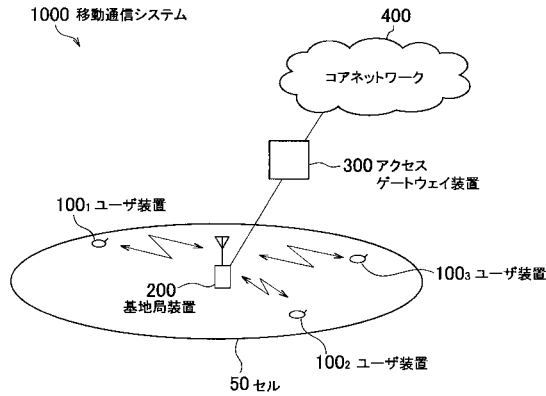 1000 移動通信システム
400
コアネットワーク
300 アクセス
ゲートウェイ装置
100₁ ユーザ装置
200
基地局装置
100₃ ユーザ装置
100₂ ユーザ装置
50 セル